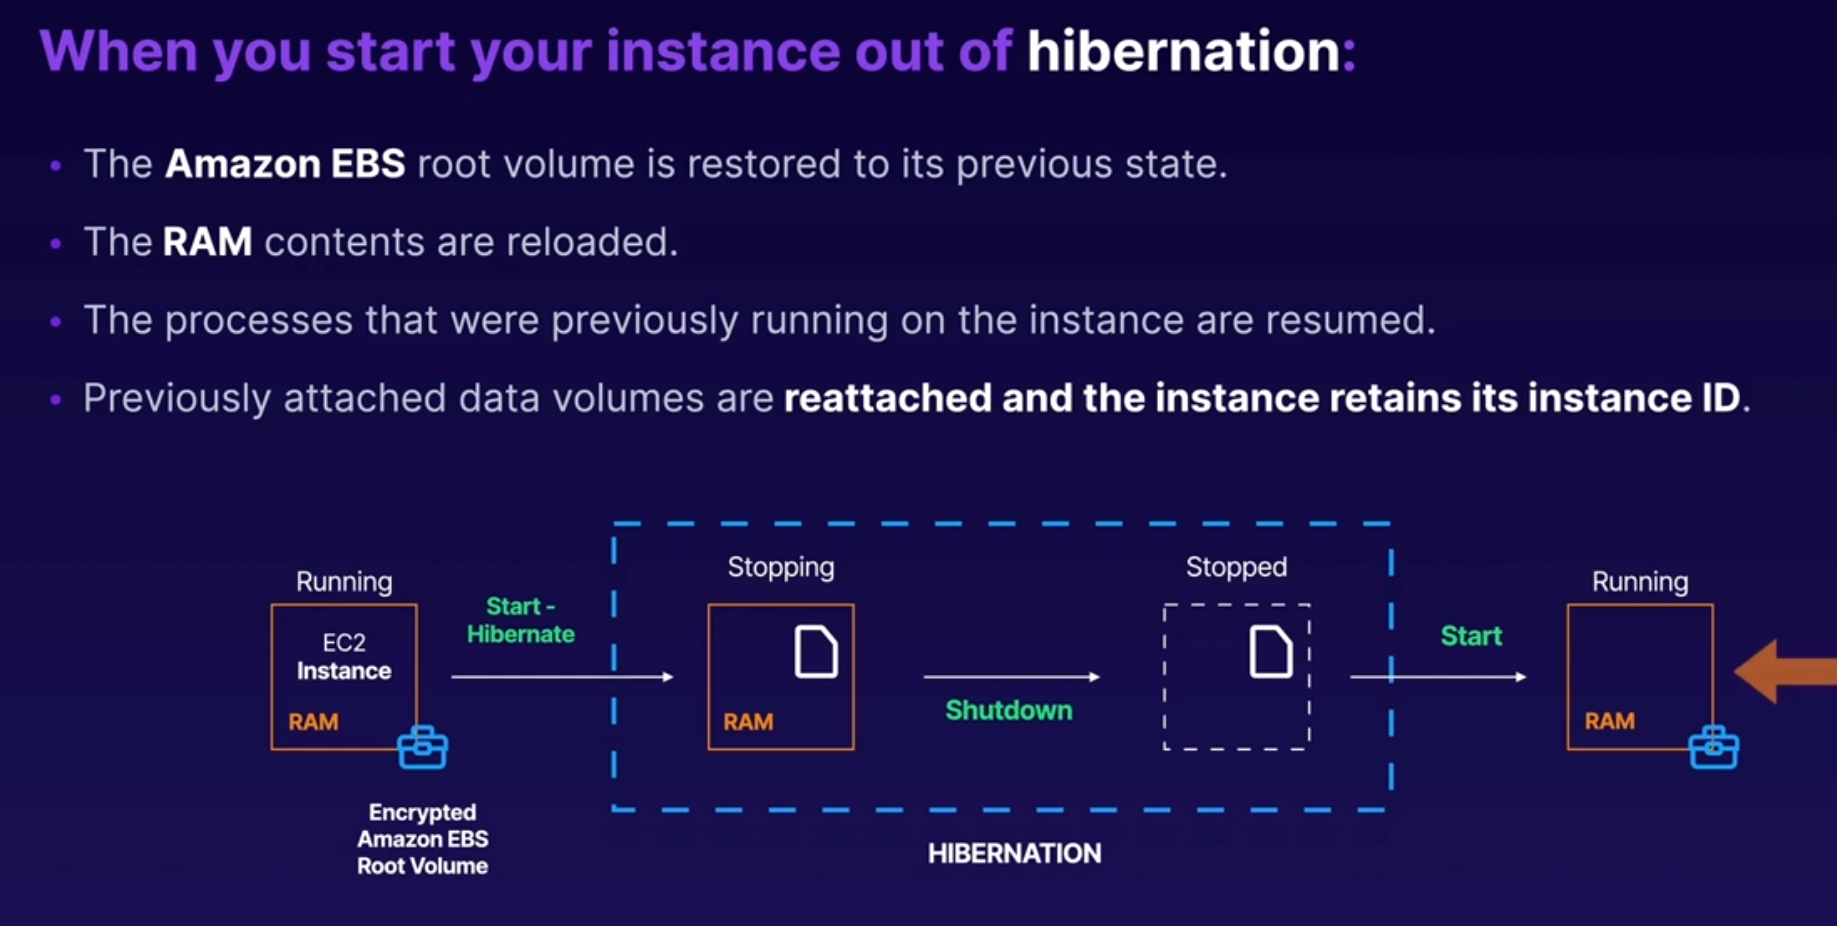 When you start your instance out of hibernation:
• The Amazon EBS root volume is restored to its previous state.
• The RAM contents are reloaded.
• The processes that were previously running on the instance are resumed.
• Previously attached data volumes are reattached and the instance retains its instance ID.
Running
EC2
Instance
RAM
Encrypted
Amazon EBS
Root Volume
Start -
Hibernate
Stopping
RAM
Shutdown
Stopped
HIBERNATION
Start
Running
RAM